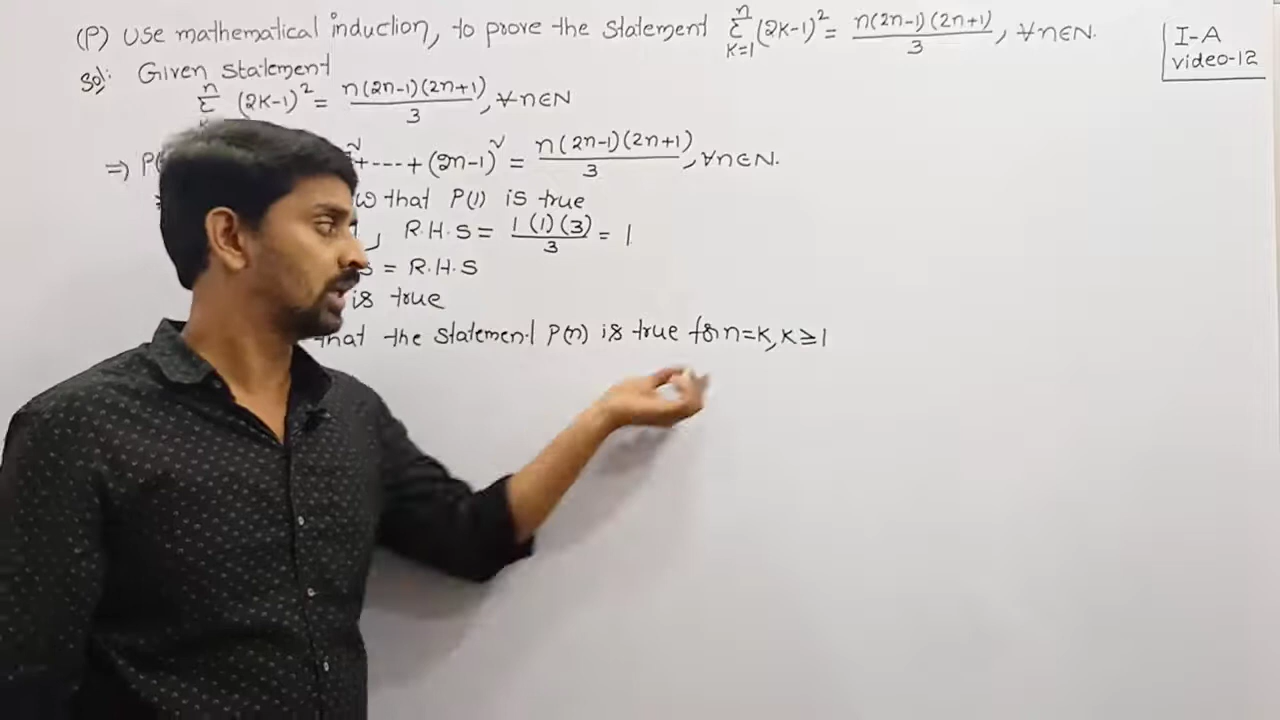 (P) Use mathematical induction, to prove the statement n Σ K=1 (2K-1)² = n(2n-1)(2n+1) / 3, ∀n∈N.
I-A
video-12
Sol: Given statement
n Σ (2K-1)² = n(2n-1)(2n+1) / 3, ∀n∈N
⇒ P( + --- + (2n-1)² = n(2n-1)(2n+1) / 3, ∀n∈N.
that P(1) is true
, R.H.S = 1(1)(3) / 3 = 1
= R.H.S
is true
that the statement P(n) is true for n=K, K≥1